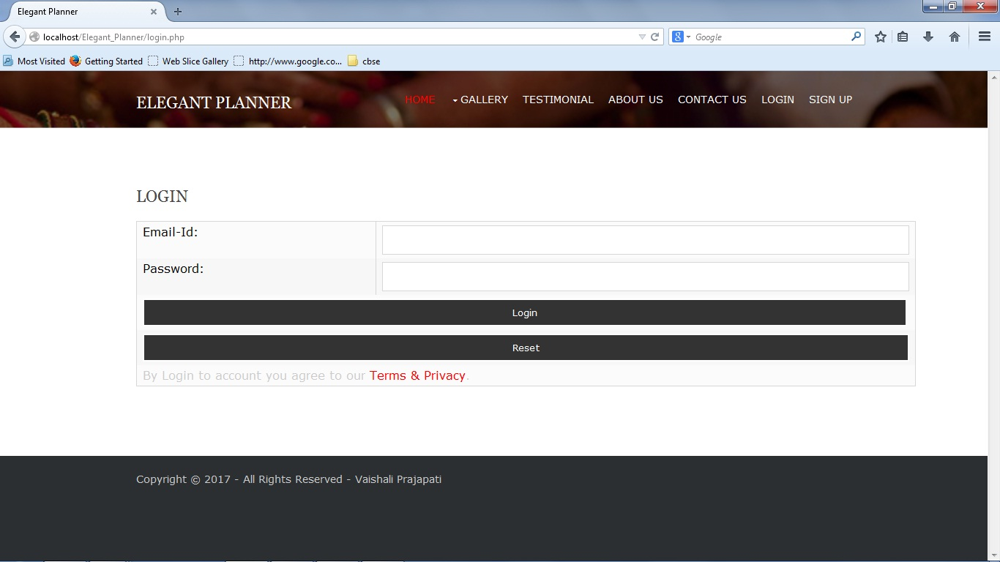 Elegant Planner
localhost/Elegant_Planner/login.php
8 Google
Most Visited Getting Started Web Slice Gallery http://www.google.co... cbse
ELEGANT PLANNER HOME GALLERY TESTIMONIAL ABOUT US CONTACT US LOGIN SIGN UP
LOGIN
Email-Id:
Password:
Login
Reset
By Login to account you agree to our Terms & Privacy.
Copyright © 2017 - All Rights Reserved - Vaishali Prajapati